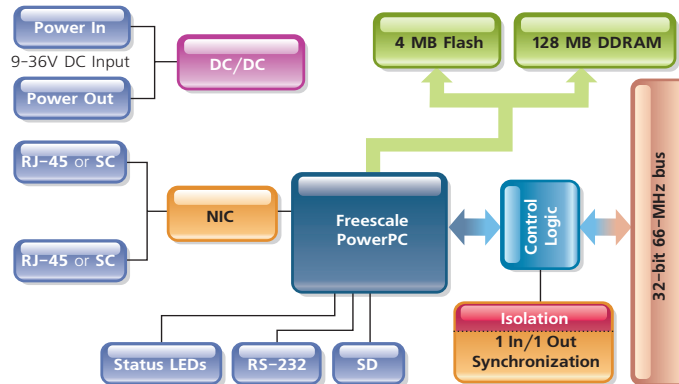 Power In
9-36V DC Input
Power Out
DC/DC
4 MB Flash
128 MB DDRAM
RJ-45 or SC
RJ-45 or SC
NIC
Freescale
PowerPC
Control
Logic
32-bit 66-MHz bus
Isolation
1 In/1 Out
Synchronization
Status LEDs
RS-232
SD